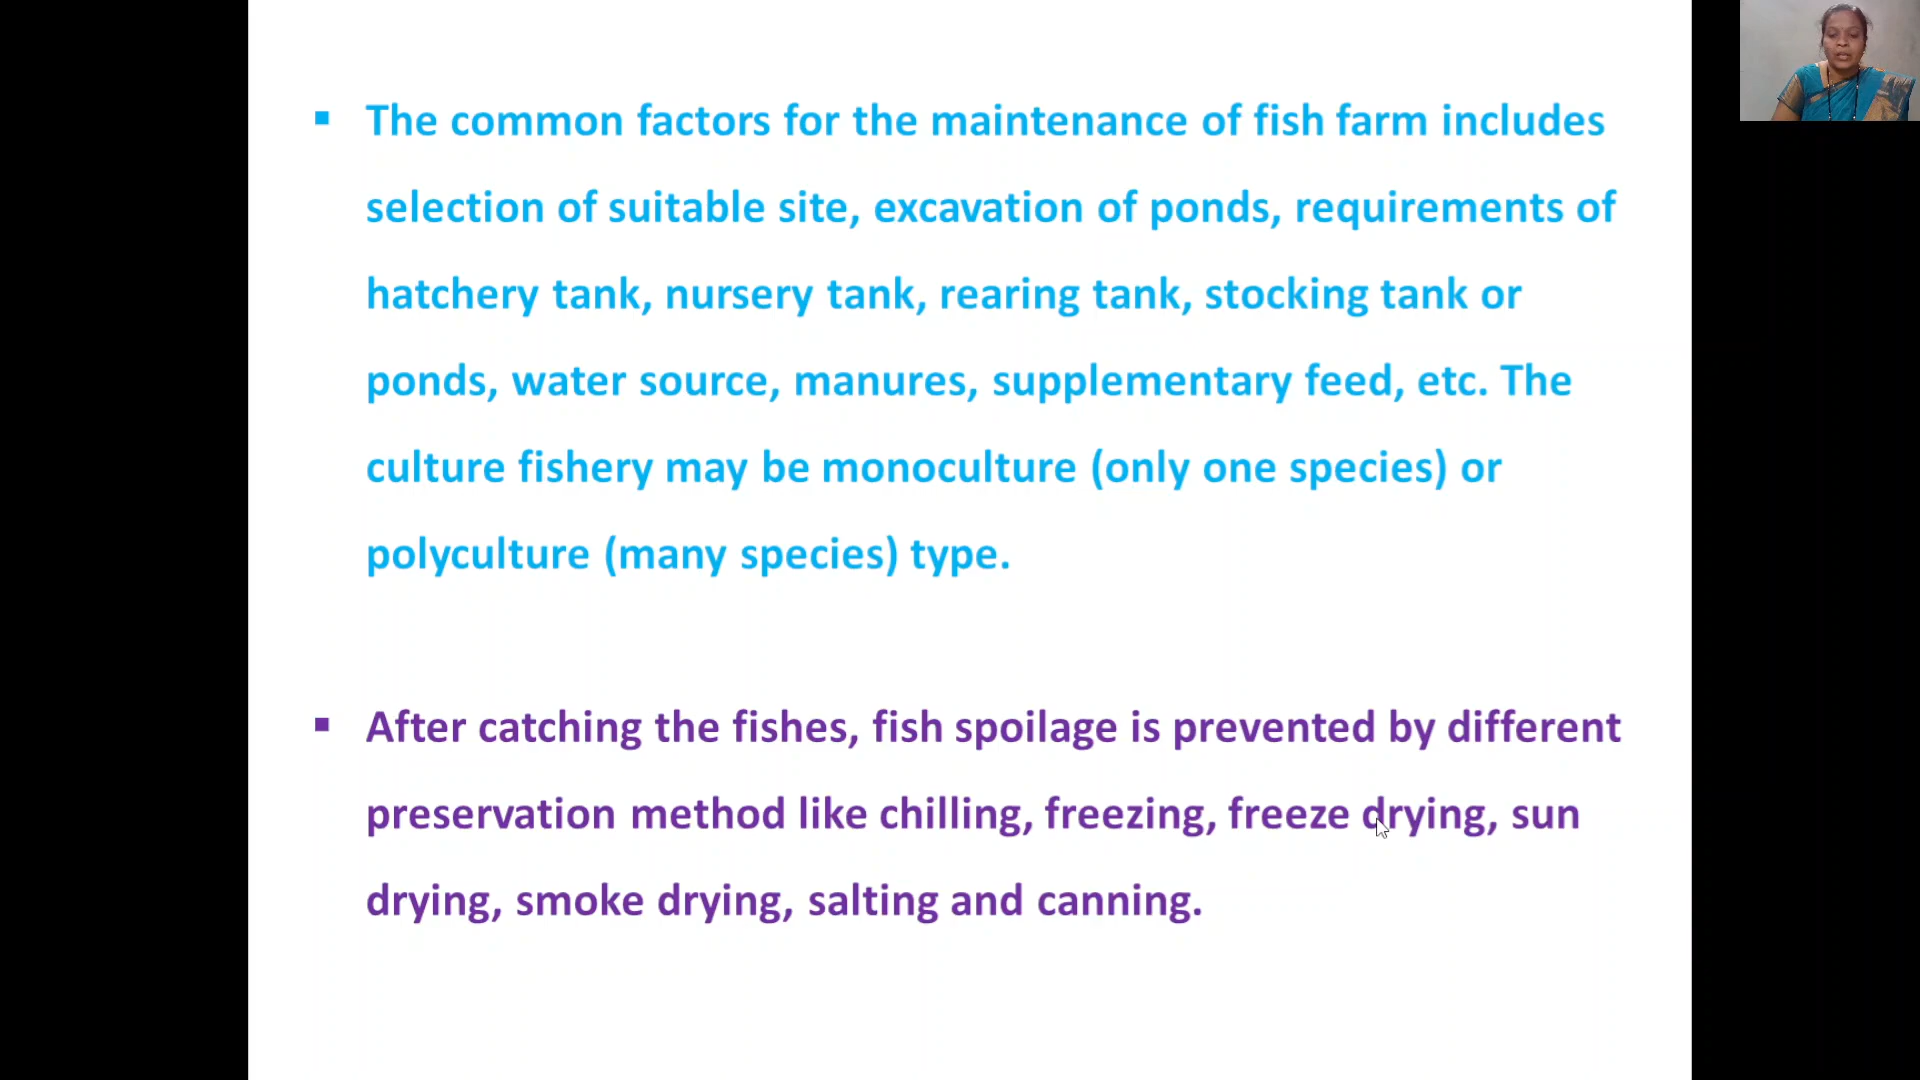 ▪ The common factors for the maintenance of fish farm includes
selection of suitable site, excavation of ponds, requirements of
hatchery tank, nursery tank, rearing tank, stocking tank or
ponds, water source, manures, supplementary feed, etc. The
culture fishery may be monoculture (only one species) or
polyculture (many species) type.
▪ After catching the fishes, fish spoilage is prevented by different
preservation method like chilling, freezing, freeze drying, sun
drying, smoke drying, salting and canning.